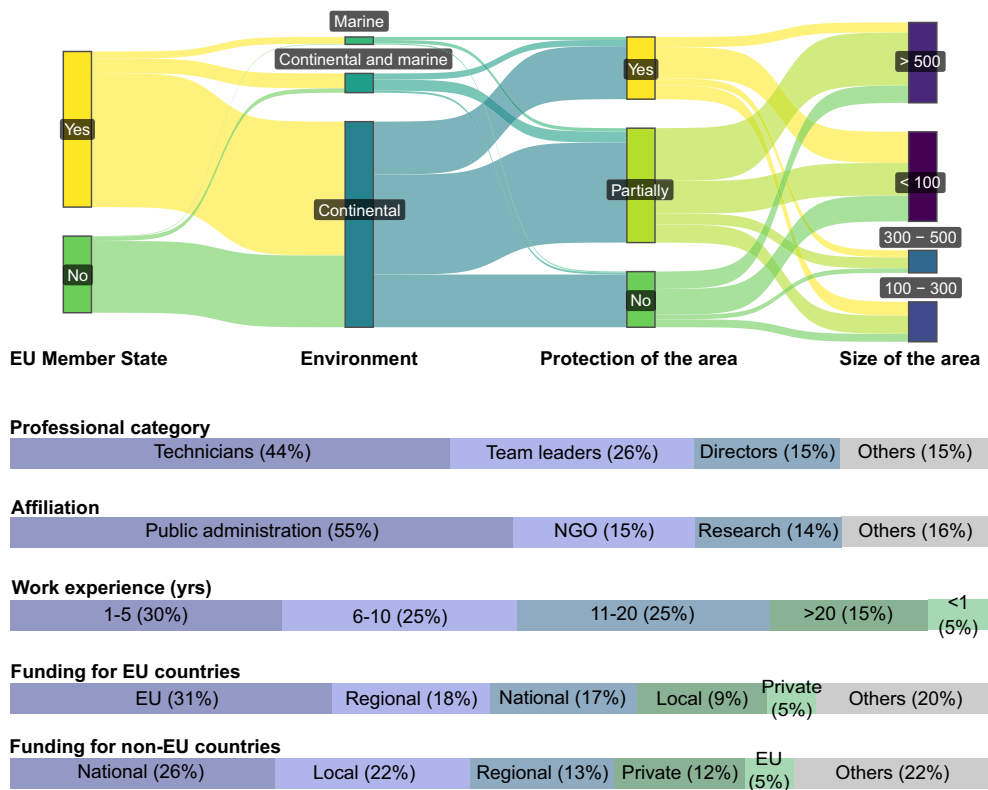 Marine
Continental and marine
Yes
Yes
> 500
Partially
< 100
Continental
300 − 500
No
No
100 − 300
EU Member State
Environment
Protection of the area
Size of the area
Professional category
Technicians (44%)
Team leaders (26%)
Directors (15%)
Others (15%)
Affiliation
Public administration (55%)
NGO (15%)
Research (14%)
Others (16%)
Work experience (yrs)
1-5 (30%)
6-10 (25%)
11-20 (25%)
>20 (15%)
<1
(5%)
Funding for EU countries
EU (31%)
Regional (18%)
National (17%)
Local (9%)
Private
(5%)
Others (20%)
Funding for non-EU countries
National (26%)
Local (22%)
Regional (13%)
Private (12%)
EU
(5%)
Others (22%)